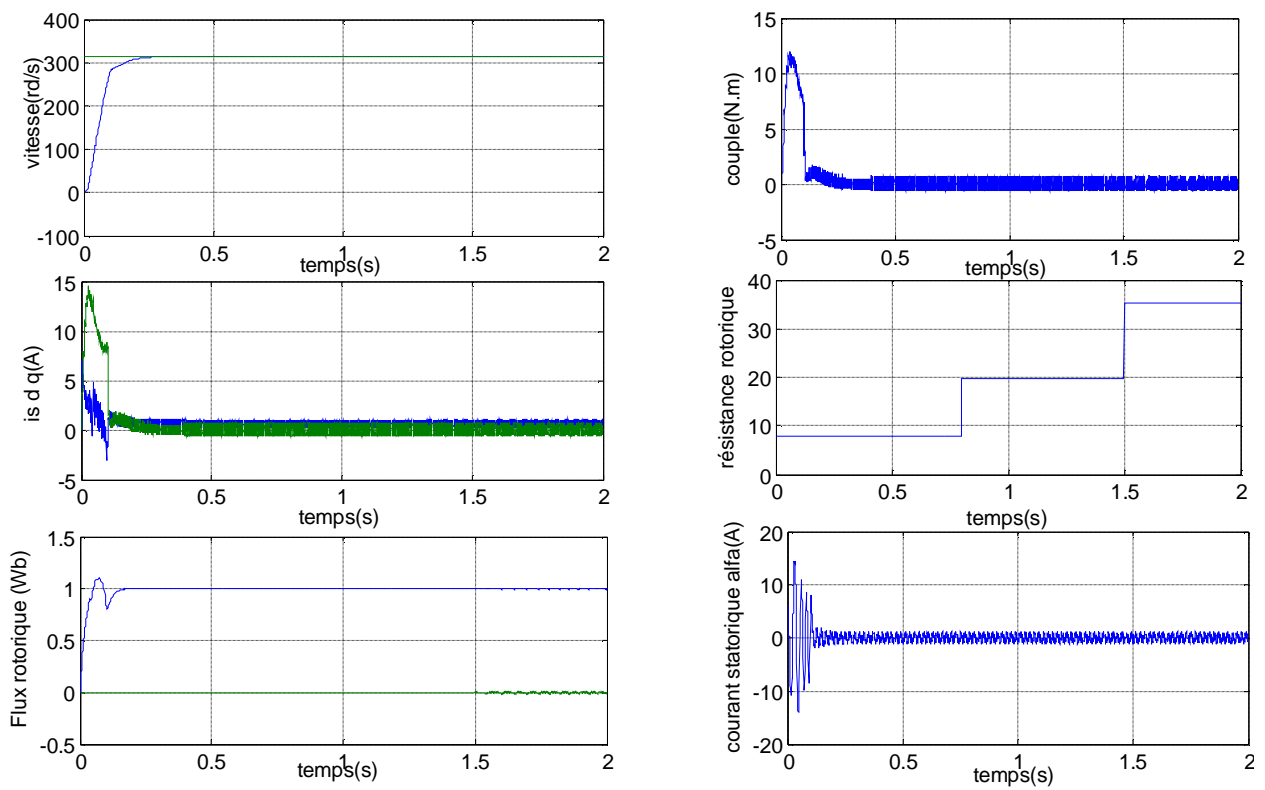 400
300
200
100
0
-100
vitesse(rd/s)
0 0.5 1 1.5 2
temps(s)
15
10
5
0
-5
couple(N.m)
0 0.5 1 1.5 2
temps(s)
15
10
5
0
-5
is d q(A)
0 0.5 1 1.5 2
temps(s)
40
30
20
10
0
résistance rotorique
0 0.5 1 1.5 2
temps(s)
1.5
1
0.5
0
-0.5
Flux rotorique (Wb)
0 0.5 1 1.5 2
temps(s)
20
10
0
-10
-20
courant statorique alfa(A)
0 0.5 1 1.5 2
temps(s)